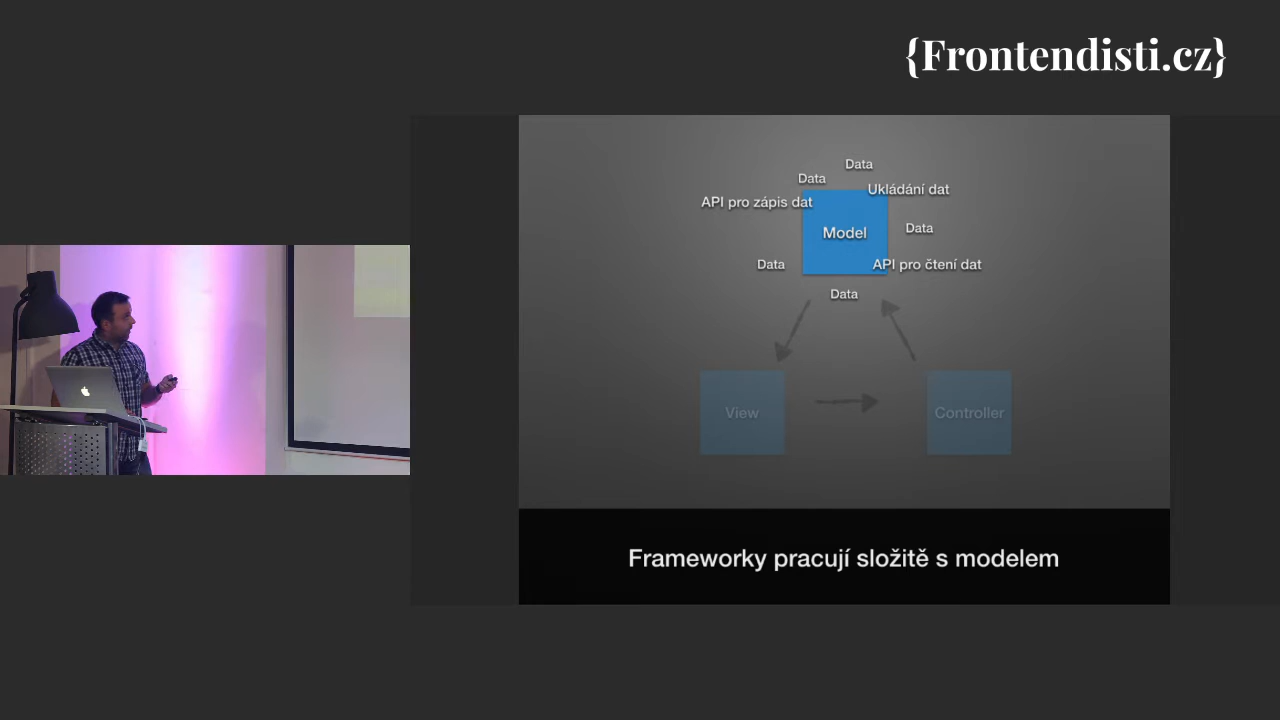 {Frontendisti.cz}
Data
Data
Ukládání dat
API pro zápis dat
Data
Model
Data
API pro čtení dat
Data
View
Controller
Frameworky pracují složitě s modelem